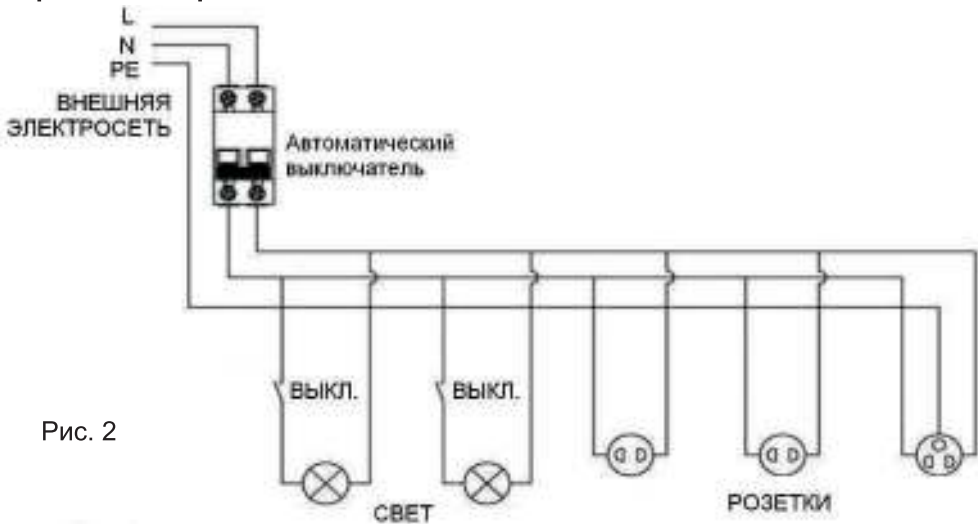 L
N
PE
ВНЕШНЯЯ
ЭЛЕКТРОСЕТЬ
Автоматический
выключатель
ВЫКЛ.
ВЫКЛ.
Рис. 2
СВЕТ
РОЗЕТКИ